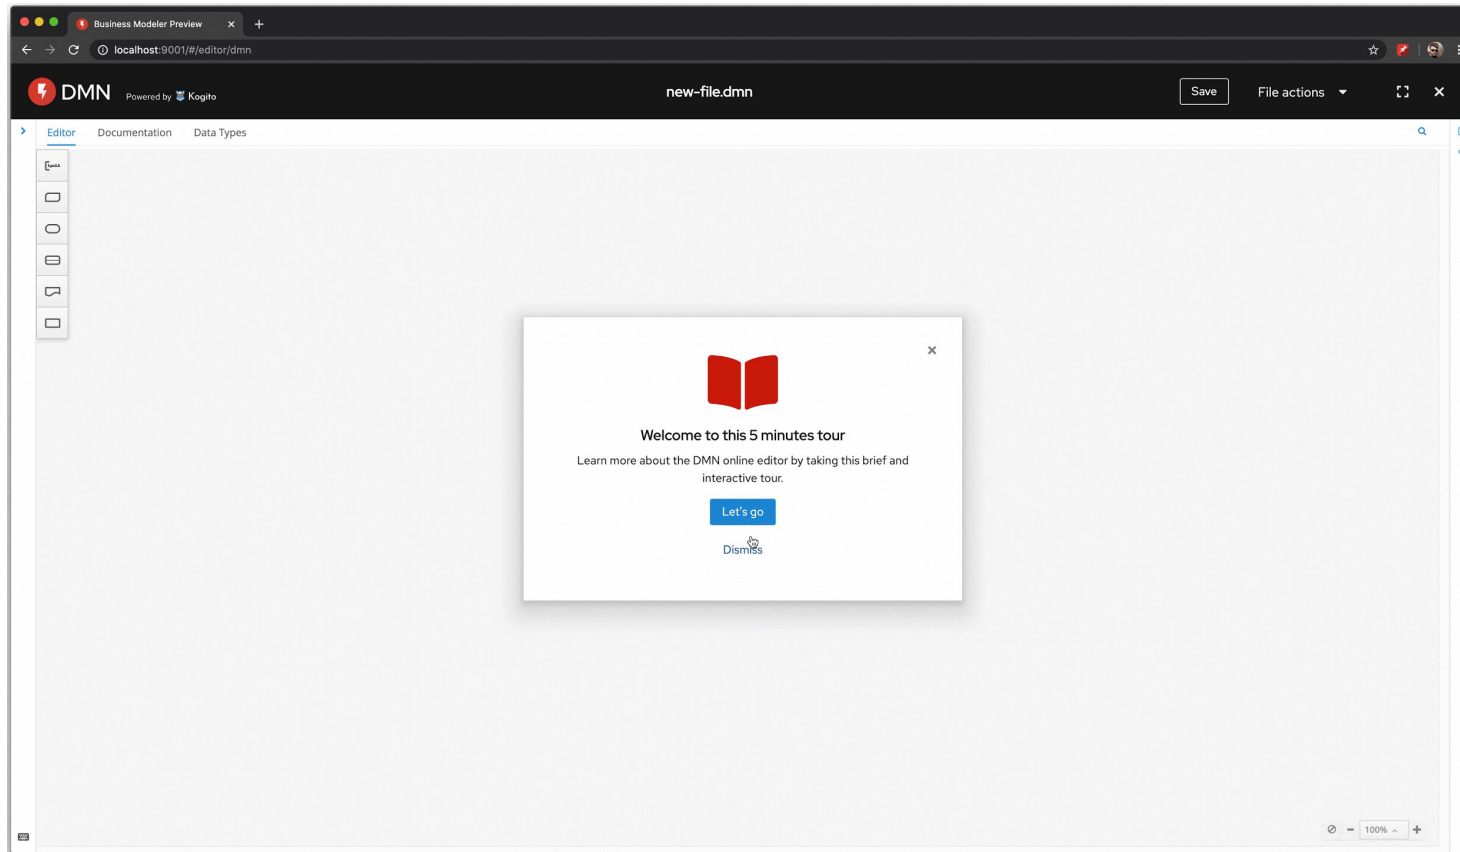 Business Modeler Preview
localhost:9001/#/editor/dmn
DMN Powered by Kogito
new-file.dmn
Save
File actions
Editor Documentation Data Types
Welcome to this 5 minutes tour
Learn more about the DMN online editor by taking this brief and
interactive tour.
Let's go
Dismiss
100%